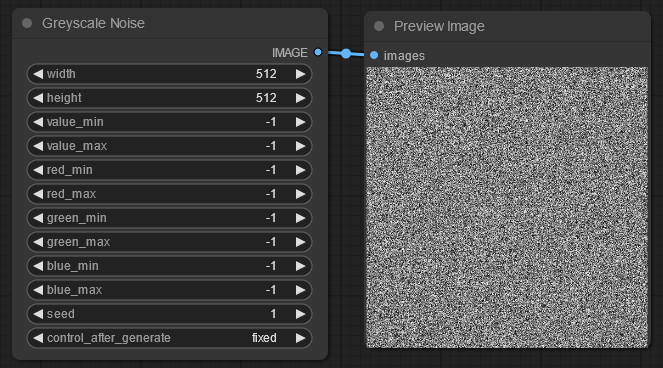 Greyscale Noise
IMAGE
width 512
height 512
value_min -1
value_max -1
red_min -1
red_max -1
green_min -1
green_max -1
blue_min -1
blue_max -1
seed 1
control_after_generate fixed
Preview Image
images